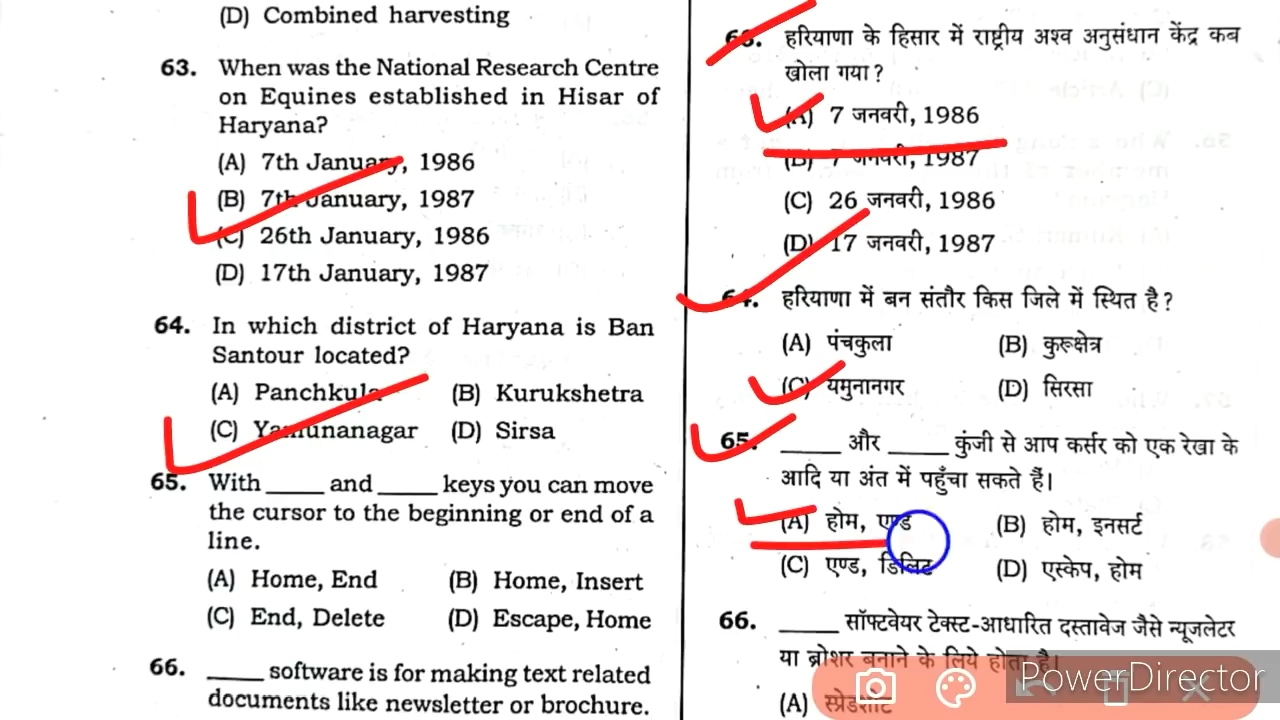 (D) Combined harvesting
63. When was the National Research Centre
on Equines established in Hisar of
Haryana?
(A) 7th January, 1986
(B) 7th January, 1987
(C) 26th January, 1986
(D) 17th January, 1987
64. In which district of Haryana is Ban
Santour located?
(A) Panchkula (B) Kurukshetra
(C) Yamunanagar (D) Sirsa
65. With _____ and _____ keys you can move
the cursor to the beginning or end of a
line.
(A) Home, End (B) Home, Insert
(C) End, Delete (D) Escape, Home
66. _____ software is for making text related
documents like newsletter or brochure.
63. हरियाणा के हिसार में राष्ट्रीय अश्व अनुसंधान केंद्र कब
खोला गया?
(A) 7 जनवरी, 1986
(B) 7 जनवरी, 1987
(C) 26 जनवरी, 1986
(D) 17 जनवरी, 1987
64. हरियाणा में बन संतौर किस जिले में स्थित है?
(A) पंचकुला (B) कुरूक्षेत्र
(C) यमुनानगर (D) सिरसा
65. _____ और _____ कुंजी से आप कर्सर को एक रेखा के
आदि या अंत में पहुँचा सकते हैं।
(A) होम, एण्ड (B) होम, इनसर्ट
(C) एण्ड, डिलिट (D) एस्केप, होम
66. _____ सॉफ्टवेयर टेक्स्ट-आधारित दस्तावेज जैसे न्यूजलेटर
या ब्रोशर बनाने के लिये होता है।
(A) स्प्रेडशीट
PowerDirector